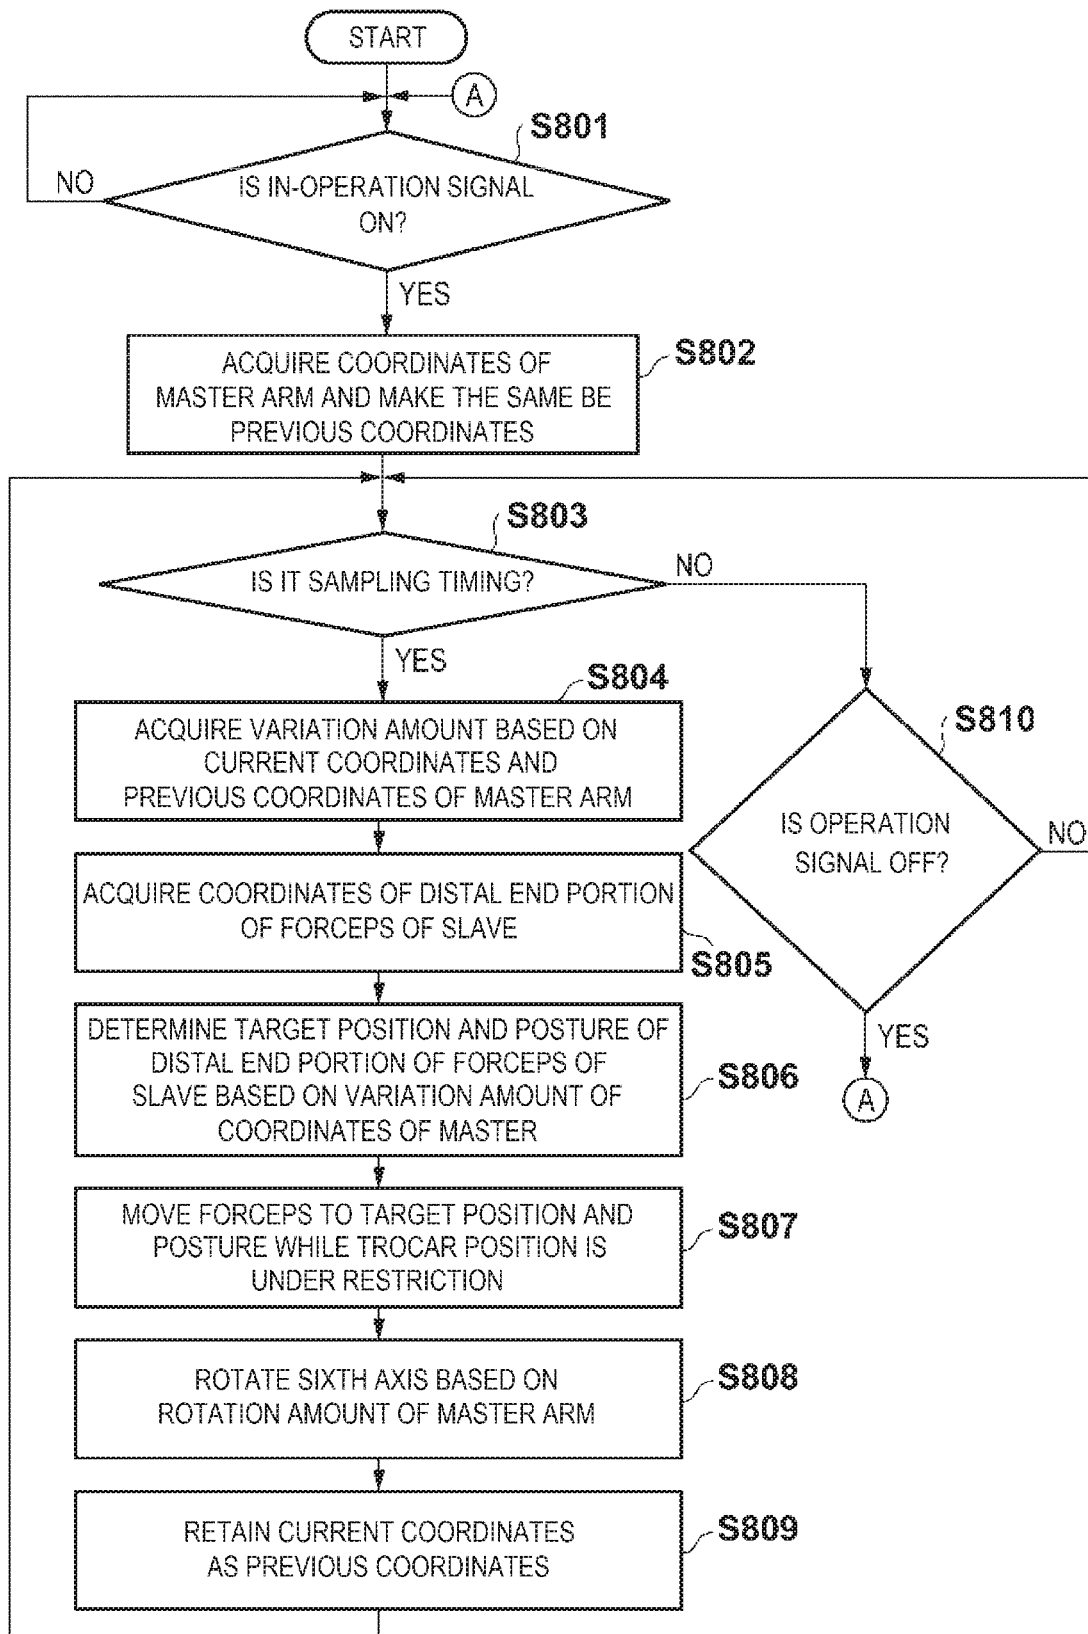 START
A
S801
IS IN-OPERATION SIGNAL
ON?
NO
YES
S802
ACQUIRE COORDINATES OF
MASTER ARM AND MAKE THE SAME BE
PREVIOUS COORDINATES
S803
IS IT SAMPLING TIMING?
NO
YES
S804
ACQUIRE VARIATION AMOUNT BASED ON
CURRENT COORDINATES AND
PREVIOUS COORDINATES OF MASTER ARM
S810
IS OPERATION
SIGNAL OFF?
NO
YES
A
ACQUIRE COORDINATES OF DISTAL END PORTION
OF FORCEPS OF SLAVE
S805
DETERMINE TARGET POSITION AND POSTURE OF
DISTAL END PORTION OF FORCEPS OF
SLAVE BASED ON VARIATION AMOUNT OF
COORDINATES OF MASTER
S806
MOVE FORCEPS TO TARGET POSITION AND
POSTURE WHILE TROCAR POSITION IS
UNDER RESTRICTION
S807
ROTATE SIXTH AXIS BASED ON
ROTATION AMOUNT OF MASTER ARM
S808
RETAIN CURRENT COORDINATES
AS PREVIOUS COORDINATES
S809